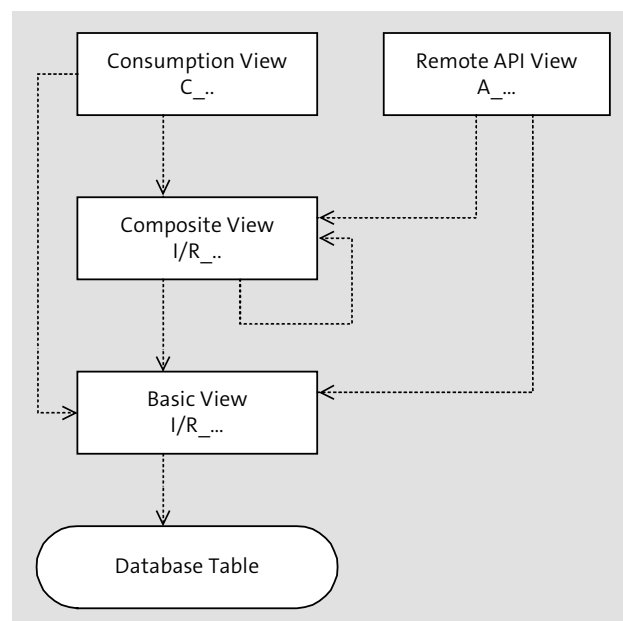 Consumption View
C_..
Remote API View
A_...
Composite View
I/R_..
Basic View
I/R_...
Database Table